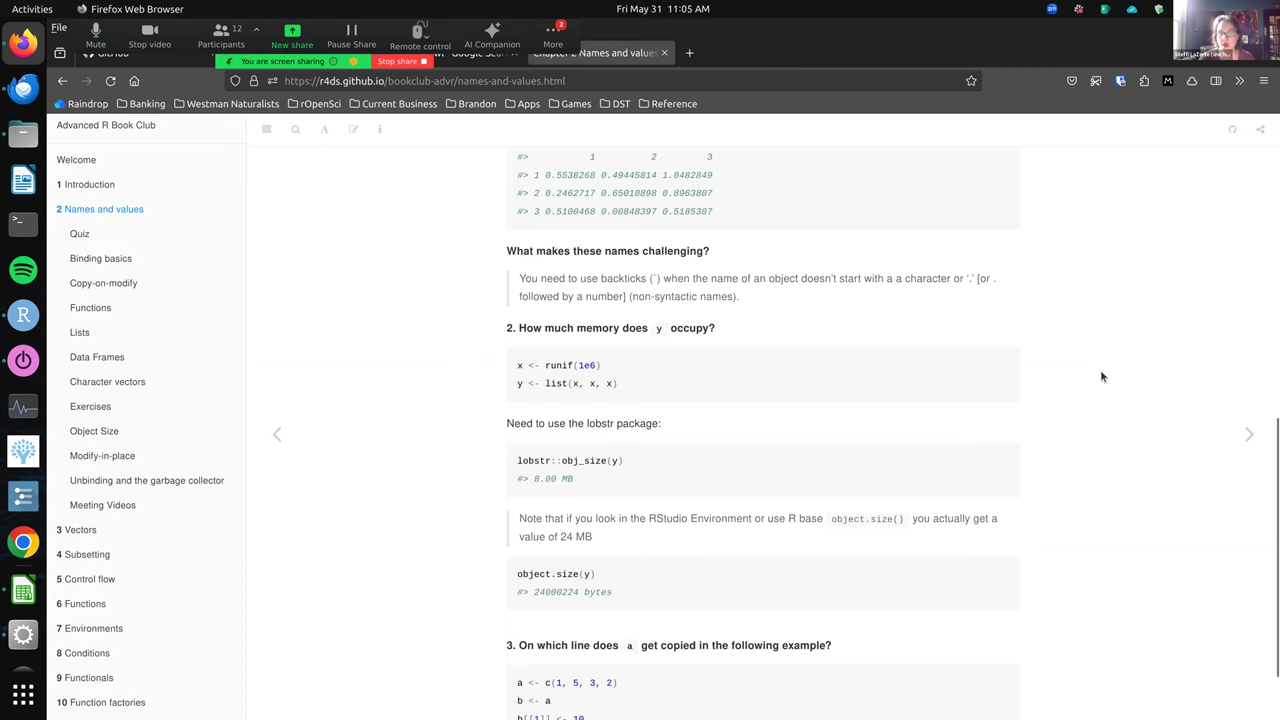 Activities
Firefox Web Browser
Fri May 31 11:05 AM
File
Mute
Stop video
12
Participants
New share
Pause Share
Remote control
AI Companion
2
More
You are screen sharing
Stop share
Chapter 2 Names and values
https://r4ds.github.io/bookclub-advr/names-and-values.html
Raindrop
Banking
Westman Naturalists
rOpenSci
Current Business
Brandon
Apps
Games
DST
Reference
Advanced R Book Club
Welcome
1 Introduction
2 Names and values
Quiz
Binding basics
Copy-on-modify
Functions
Lists
Data Frames
Character vectors
Exercises
Object Size
Modify-in-place
Unbinding and the garbage collector
Meeting Videos
3 Vectors
4 Subsetting
5 Control flow
6 Functions
7 Environments
8 Conditions
9 Functionals
10 Function factories
#> 1 2 3
#> 1 0.5538268 0.49445814 1.0482849
#> 2 0.2462717 0.65010898 0.8963807
#> 3 0.5100468 0.00848397 0.5185307
What makes these names challenging?
You need to use backticks (`) when the name of an object doesn't start with a a character or '.' [or .
followed by a number] (non-syntactic names).
2. How much memory does y occupy?
x <- runif(1e6)
y <- list(x, x, x)
Need to use the lobstr package:
lobstr::obj_size(y)
#> 8.00 MB
Note that if you look in the RStudio Environment or use R base object.size() you actually get a
value of 24 MB
object.size(y)
#> 24000224 bytes
3. On which line does a get copied in the following example?
a <- c(1, 5, 3, 2)
b <- a
b[[1]] <- 10